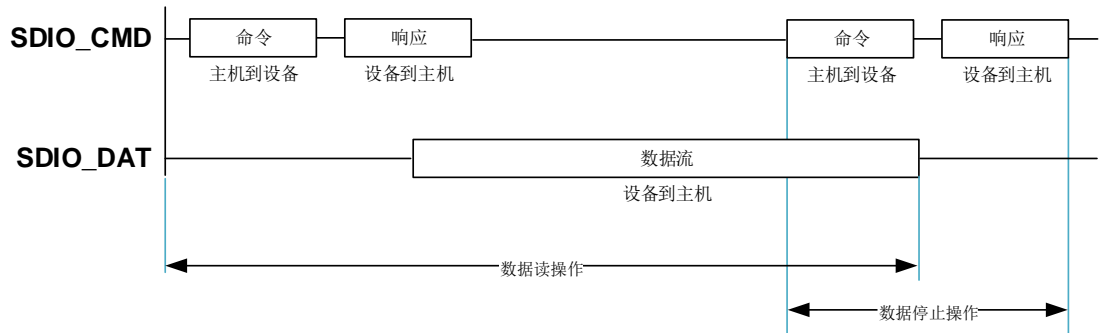 SDIO_CMD
命令
响应
命令
响应
主机到设备
设备到主机
主机到设备
设备到主机
SDIO_DAT
数据流
设备到主机
数据读操作
数据停止操作